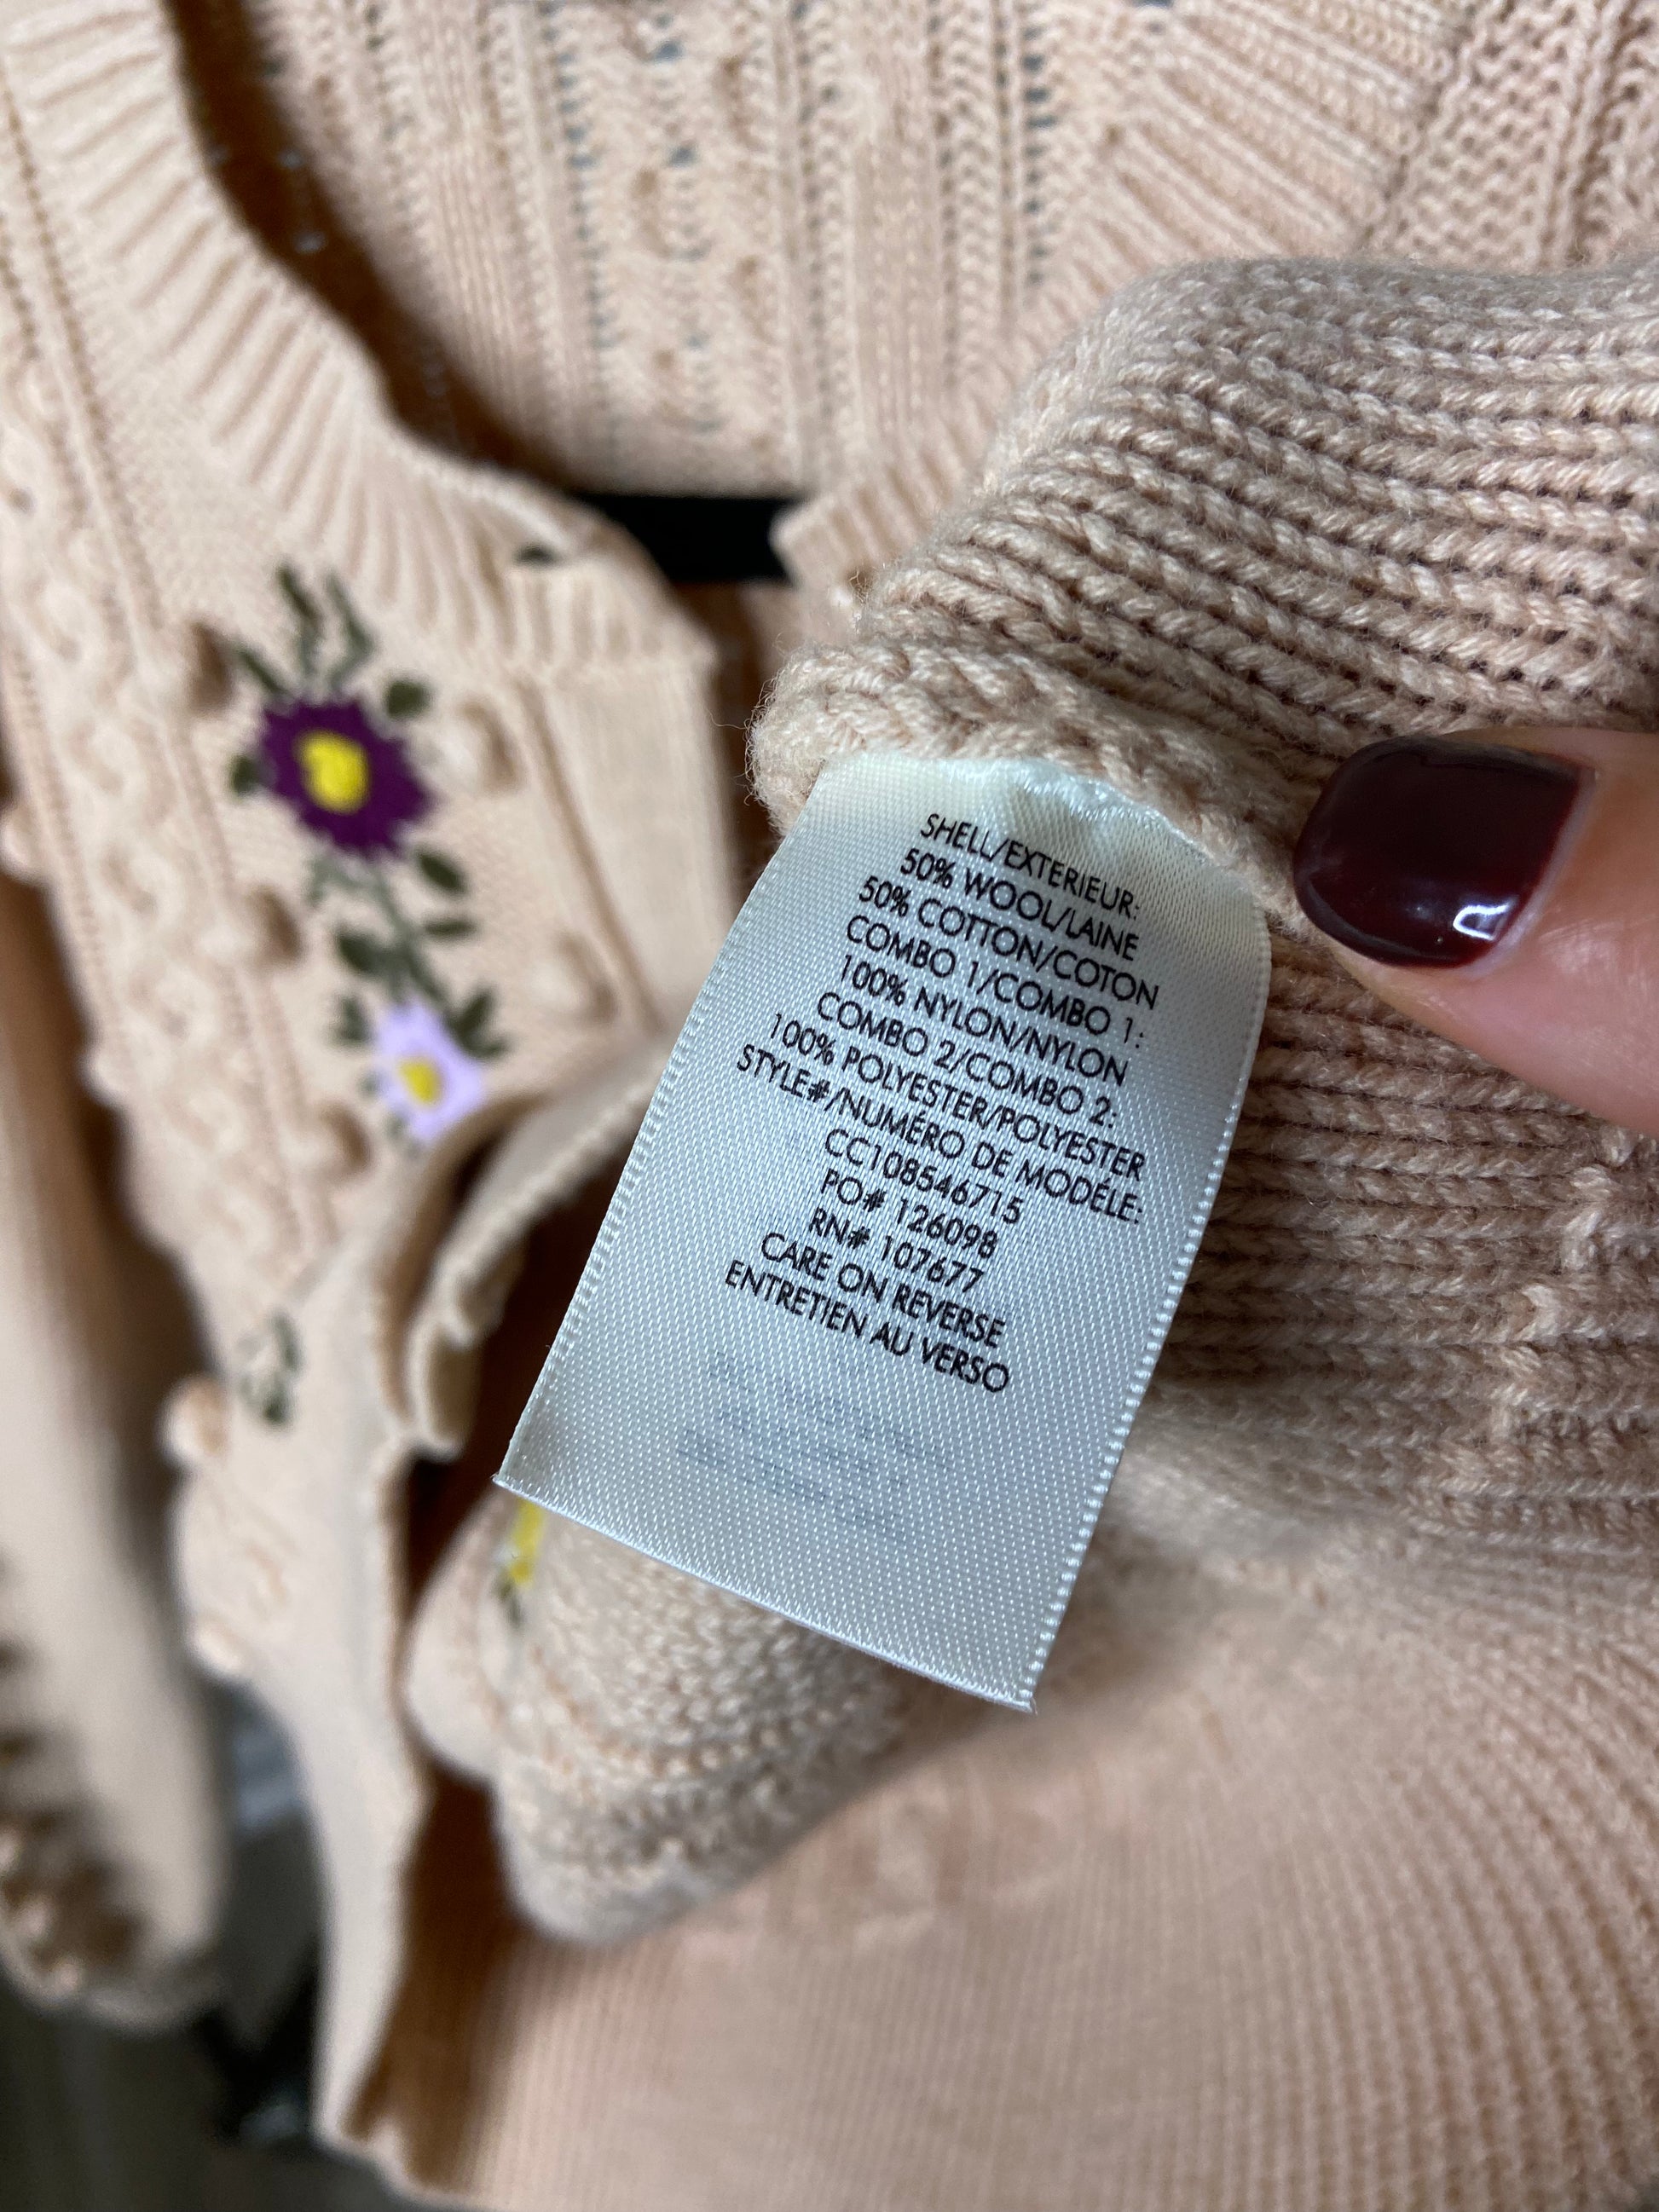 SHELL/EXTERIEUR:
50% WOOL/LAINE
50% COTTON/COTON
COMBO 1/COMBO 1:
100% NYLON/NYLON
COMBO 2/COMBO 2:
100% POLYESTER/POLYESTER
STYLE#/NUMÉRO DE MODÈLE:
CC108546715
PO# 126098
RN# 107677
CARE ON REVERSE
ENTRETIEN AU VERSO